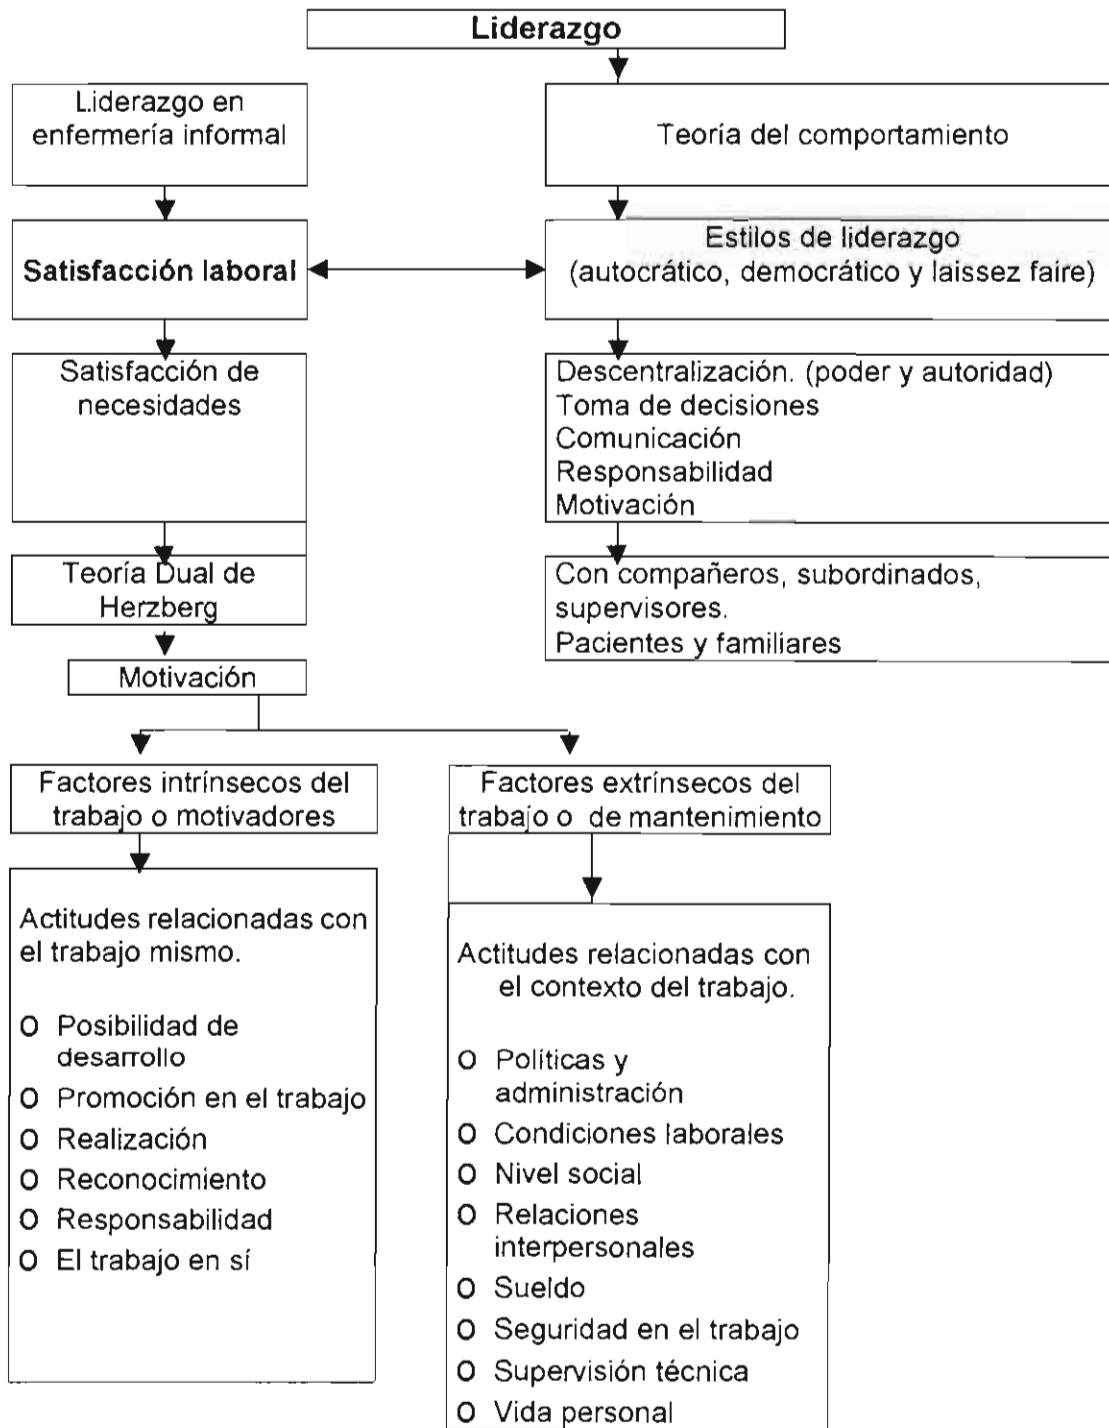 Liderazgo
Liderazgo en
enfermería informal
Teoría del comportamiento
Satisfacción laboral
Estilos de liderazgo
(autocrático, democrático y laissez faire)
Satisfacción de
necesidades
Descentralización. (poder y autoridad)
Toma de decisiones
Comunicación
Responsabilidad
Motivación
Teoría Dual de
Herzberg
Con compañeros, subordinados,
supervisores.
Pacientes y familiares
Motivación
Factores intrínsecos del
trabajo o motivadores
Factores extrínsecos del
trabajo o de mantenimiento
Actitudes relacionadas con
el trabajo mismo.
O Posibilidad de
desarrollo
O Promoción en el trabajo
O Realización
O Reconocimiento
O Responsabilidad
O El trabajo en sí
Actitudes relacionadas con
el contexto del trabajo.
O Políticas y
administración
O Condiciones laborales
O Nivel social
O Relaciones
interpersonales
O Sueldo
O Seguridad en el trabajo
O Supervisión técnica
O Vida personal